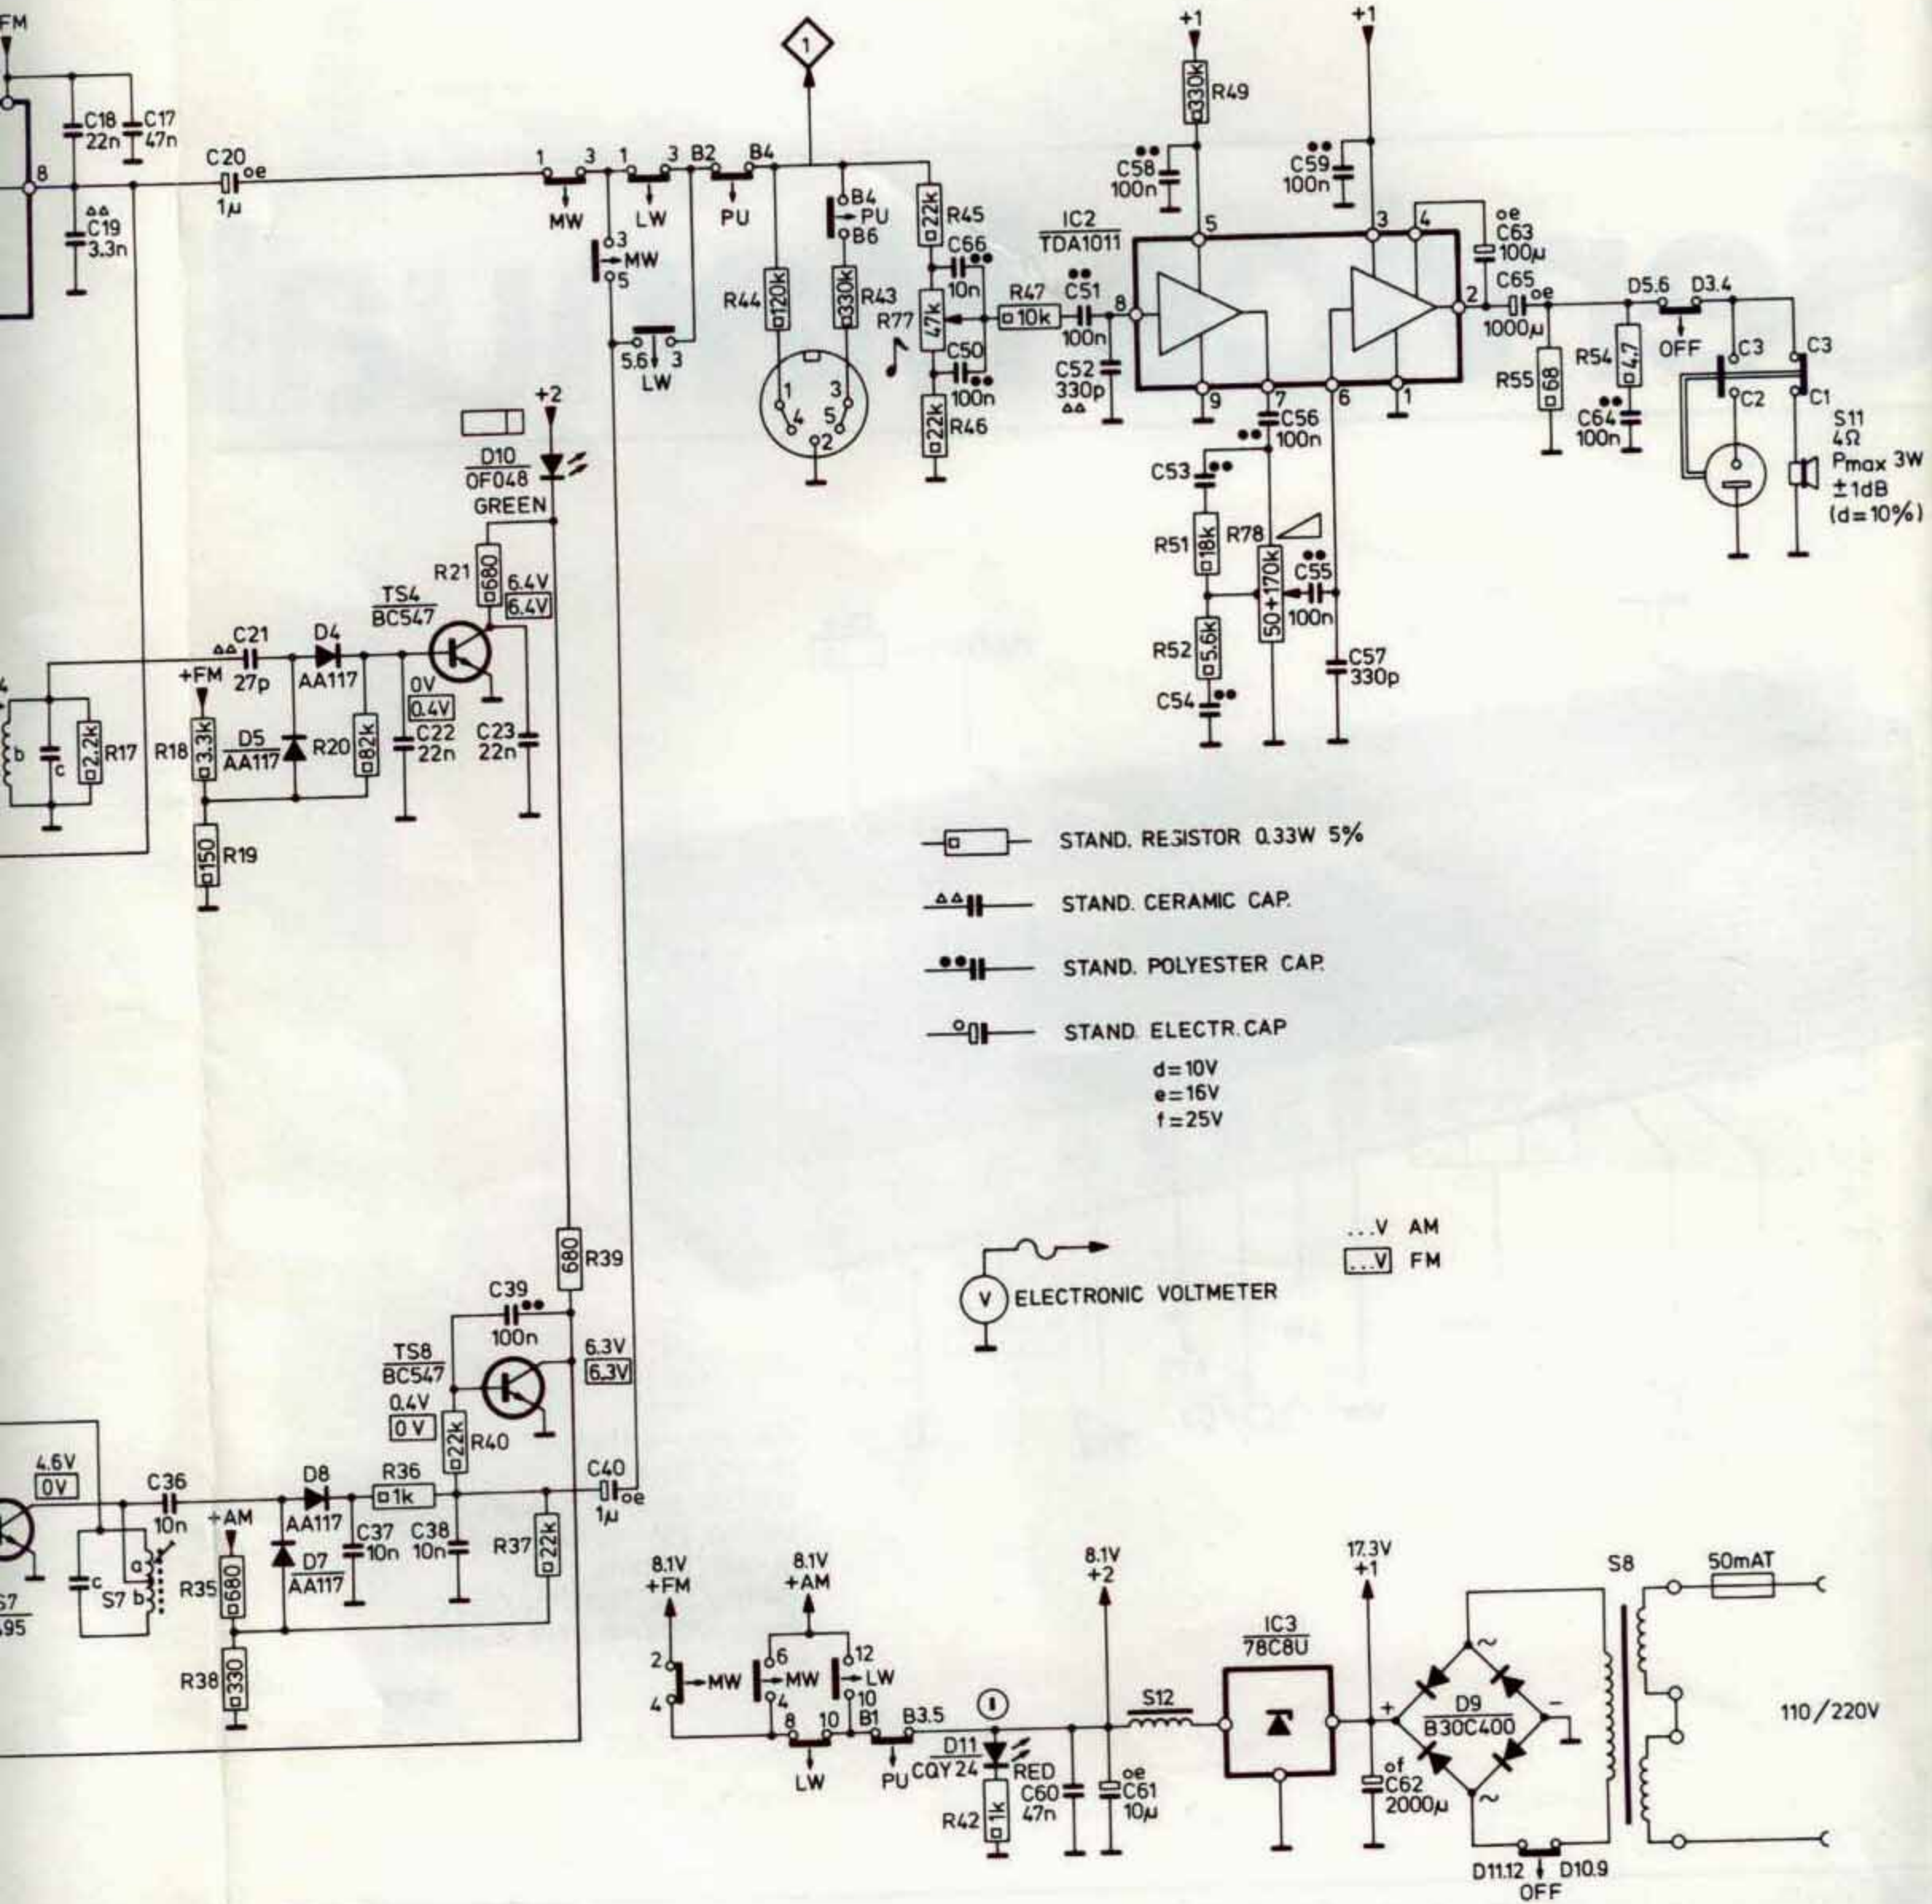 FM
C18
22n
C17
47n
8
C19
3.3n
C20
e
1µ
1
3
MW
1
3
LW
B2
B4
PU
3
MW
5
5.6
3
LW
1
B4
PU
B6
R44
120k
330k
R43
1
4
2
5
3
22k
R45
C66
10n
R77
47k
C50
100n
22k
R46
R47
10k
C51
100n
C52
330p
IC2
TDA1011
+1
330k
R49
C58
100n
+1
C59
100n
5
3
4
8
9
7
6
1
2
e
C63
100µ
C65
e
1000µ
D5.6
D3.4
OFF
R54
4.7
R55
68
C64
100n
C3
C2
C3
C1
S11
4Ω
Pmax 3W
±1dB
(d=10%)
C56
100n
C53
R51
18k
R78
50+170k
C55
100n
R52
5.6k
C54
C57
330p
+2
D10
OF048
GREEN
R21
680
6.4V
6.4V
TS4
BC547
C21
27p
D4
AA117
+FM
0V
0.4V
C22
22n
C23
22n
4
b
c
2.2k
R17
R18
3.3k
D5
AA117
R20
82k
150
R19
STAND. RESISTOR 0.33W 5%
STAND. CERAMIC CAP.
STAND. POLYESTER CAP.
STAND. ELECTR. CAP
d=10V
e=16V
f=25V
V
ELECTRONIC VOLTMETER
...V AM
...V FM
680
R39
C39
100n
TS8
BC547
6.3V
6.3V
0.4V
0V
22k
R40
4.6V
0V
C36
10n
D8
AA117
R36
1k
C40
e
1µ
+AM
C37
10n
C38
10n
R37
22k
D7
AA117
R35
680
c
S7
a
b
S7
495
R38
330
8.1V
+FM
8.1V
+AM
2
4
MW
6
MW
4
12
LW
10
8
10
LW
B1
B3.5
PU
D11
CQY24
RED
R42
1k
C60
47n
8.1V
+2
e
C61
10µ
S12
IC3
78C8U
17.3V
+1
f
C62
2000µ
+
~
D9
B30C400
-
~
D11.12
D10.9
OFF
S8
50mAT
110/220V